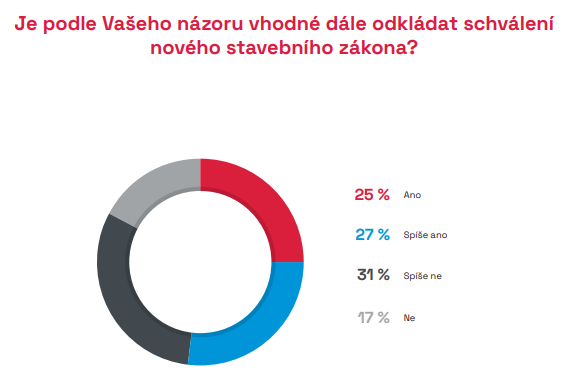 Je podle Vašeho názoru vhodné dále odkládat schválení
nového stavebního zákona?
25 % Ano
27 % Spíše ano
31 % Spíše ne
17 % Ne